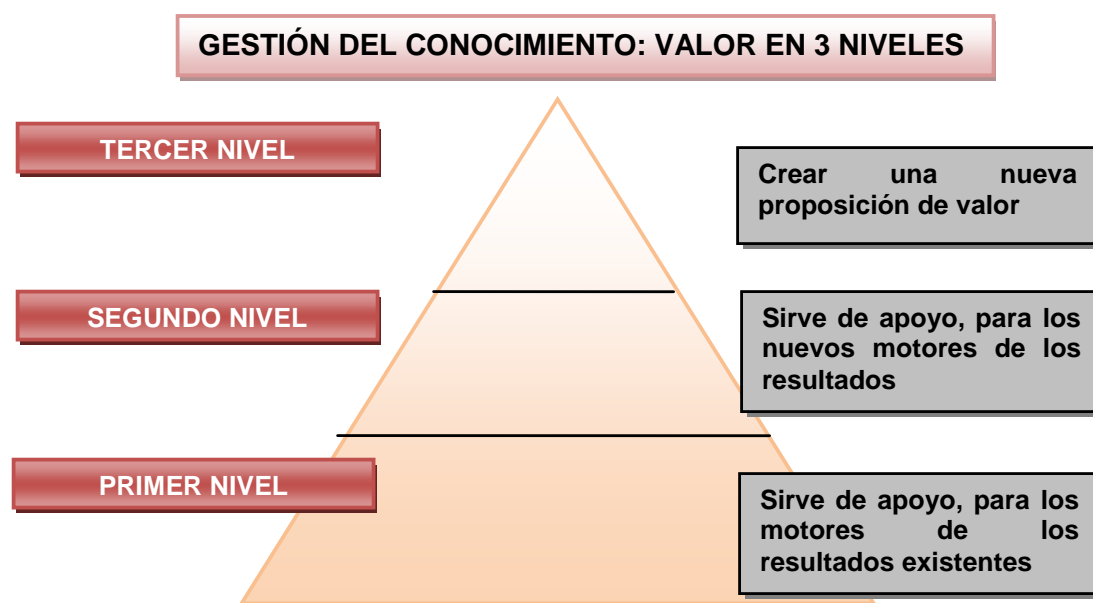 GESTIÓN DEL CONOCIMIENTO: VALOR EN 3 NIVELES
TERCER NIVEL
Crear una nueva
proposición de valor
SEGUNDO NIVEL
Sirve de apoyo, para los
nuevos motores de los
resultados
PRIMER NIVEL
Sirve de apoyo, para los
motores de los
resultados existentes